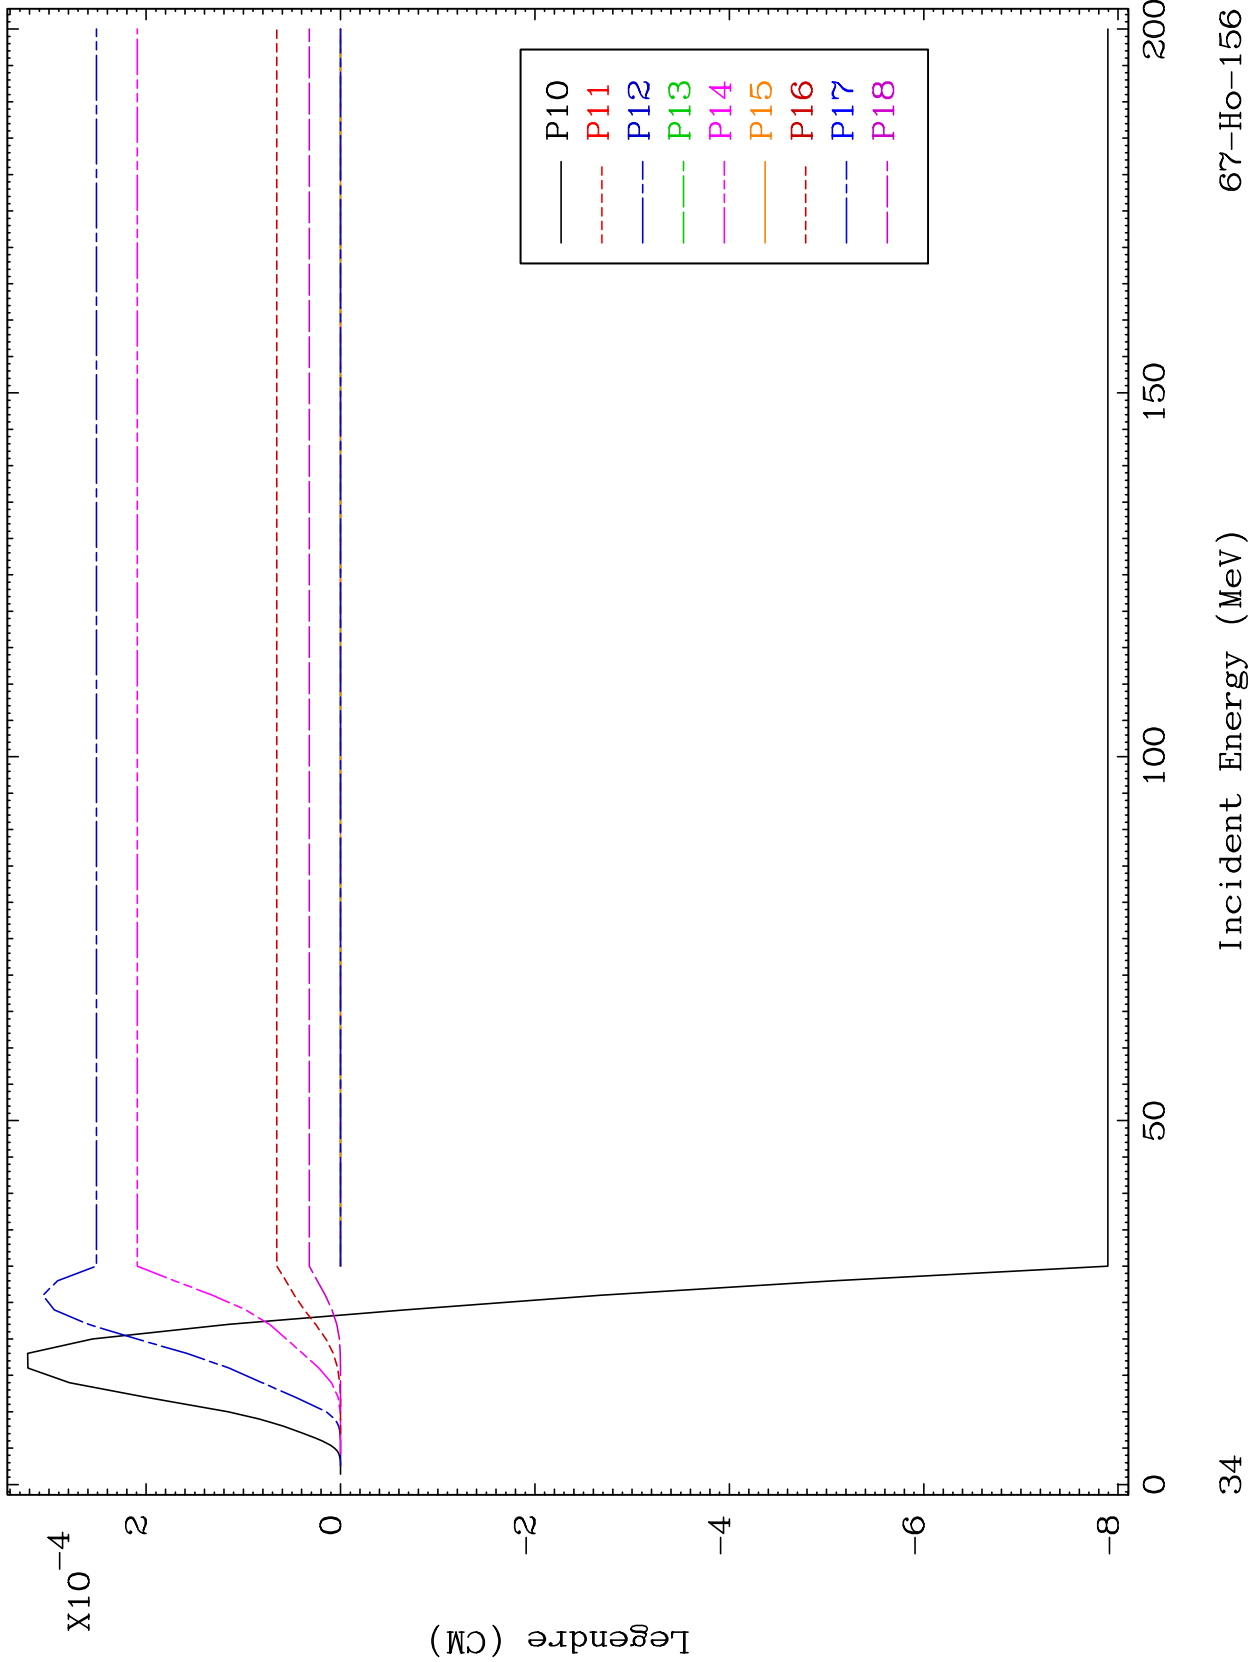 X10-4
2
0
-2
-4
-6
-8
Legendre (CM)
0
50
100
150
200
Incident Energy (MeV)
34
67-Ho-156
P10
P11
P12
P13
P14
P15
P16
P17
P18